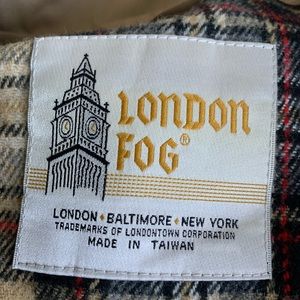 LONDON
FOG®
LONDON • BALTIMORE • NEW YORK
TRADEMARKS OF LONDONTOWN CORPORATION
MADE IN TAIWAN